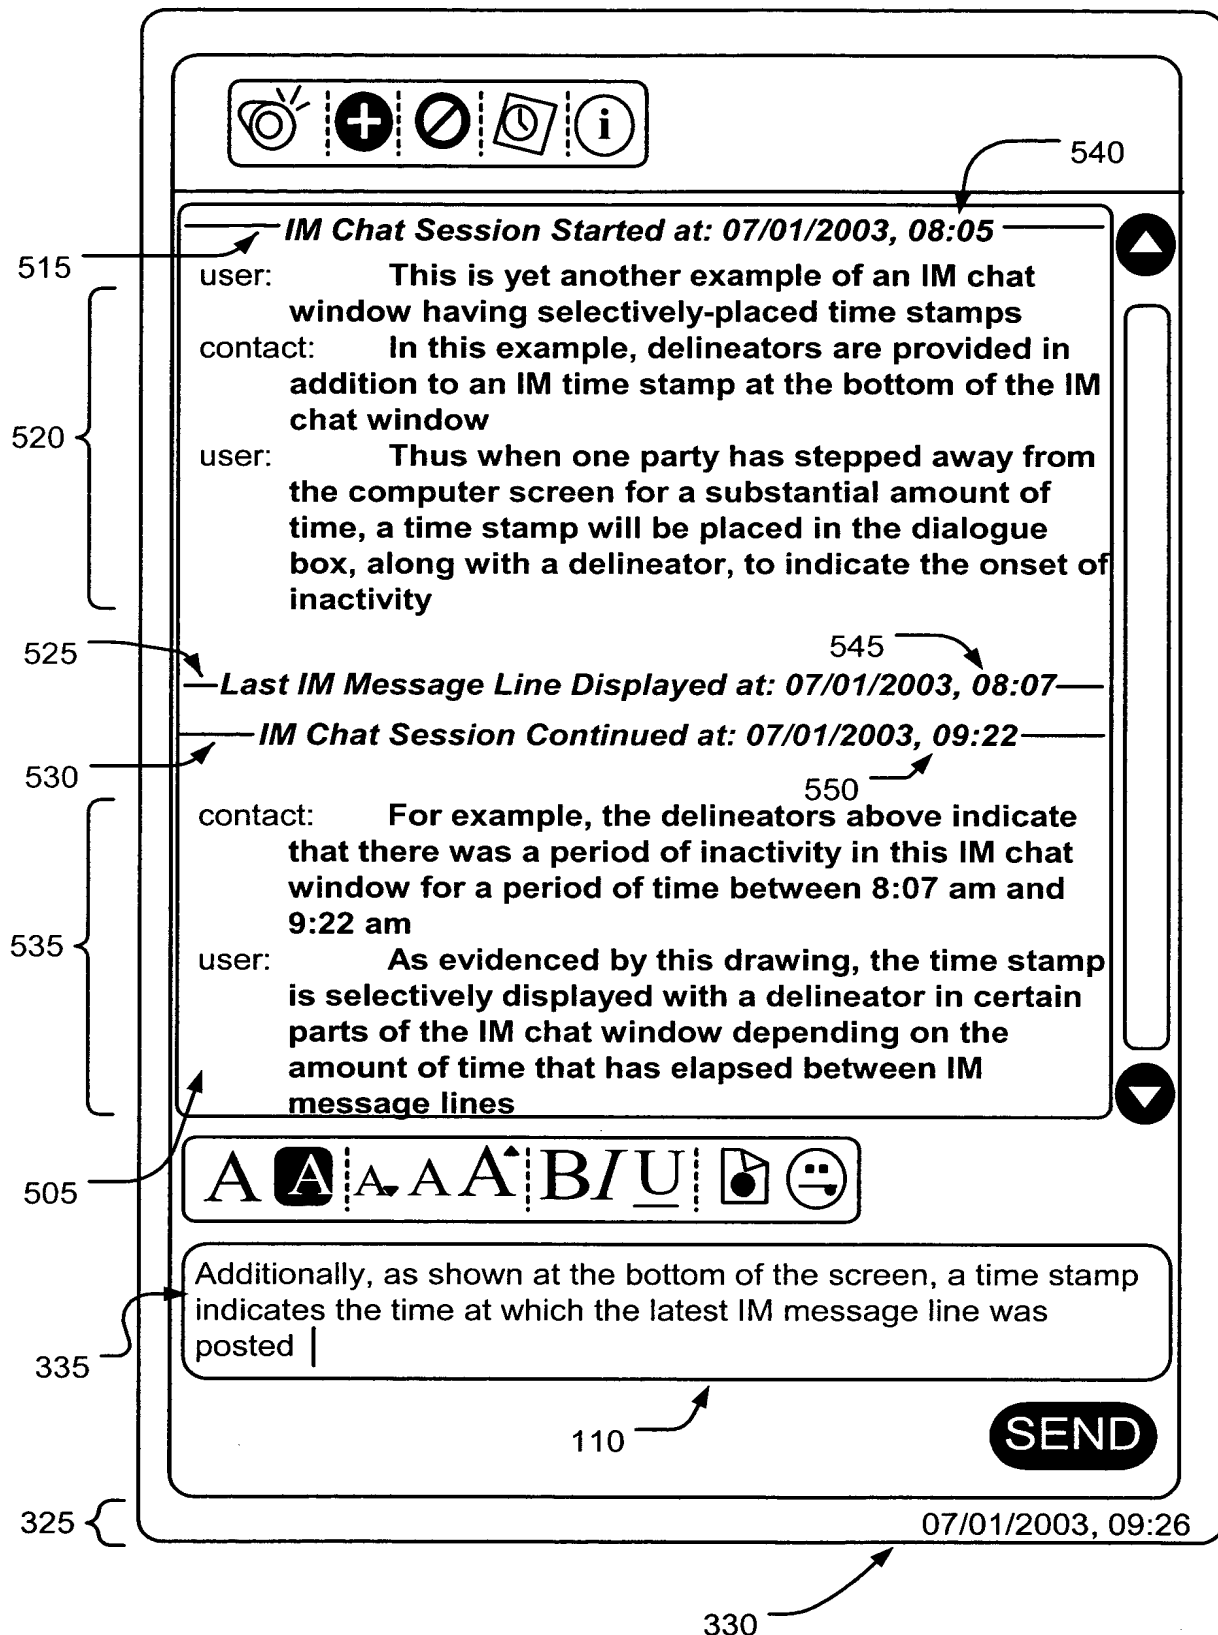 i
540
IM Chat Session Started at: 07/01/2003, 08:05
515
user: This is yet another example of an IM chat
window having selectively-placed time stamps
contact: In this example, delineators are provided in
addition to an IM time stamp at the bottom of the IM
chat window
520
user: Thus when one party has stepped away from
the computer screen for a substantial amount of
time, a time stamp will be placed in the dialogue
box, along with a delineator, to indicate the onset of
inactivity
525
545
Last IM Message Line Displayed at: 07/01/2003, 08:07
IM Chat Session Continued at: 07/01/2003, 09:22
530
550
contact: For example, the delineators above indicate
that there was a period of inactivity in this IM chat
window for a period of time between 8:07 am and
9:22 am
535
user: As evidenced by this drawing, the time stamp
is selectively displayed with a delineator in certain
parts of the IM chat window depending on the
amount of time that has elapsed between IM
message lines
505
A A A A A B I U
Additionally, as shown at the bottom of the screen, a time stamp
indicates the time at which the latest IM message line was
posted
335
110
SEND
325
07/01/2003, 09:26
330